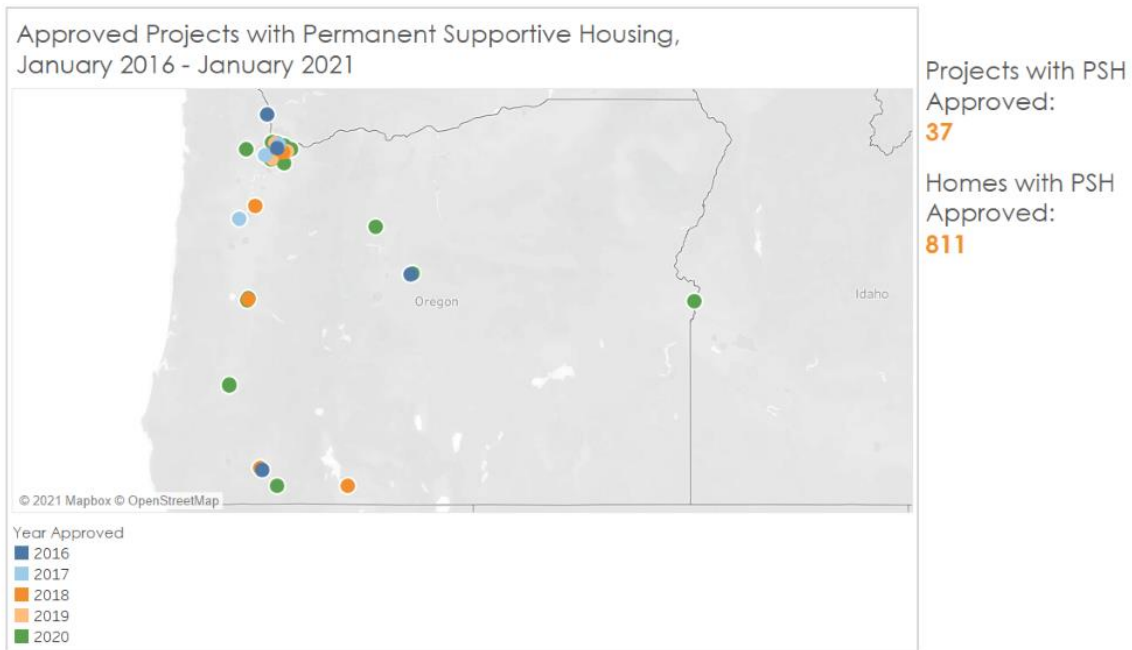 Approved Projects with Permanent Supportive Housing,
January 2016 - January 2021
Projects with PSH
Approved:
37
Homes with PSH
Approved:
811
Oregon
Idaho
© 2021 Mapbox © OpenStreetMap
Year Approved
2016
2017
2018
2019
2020